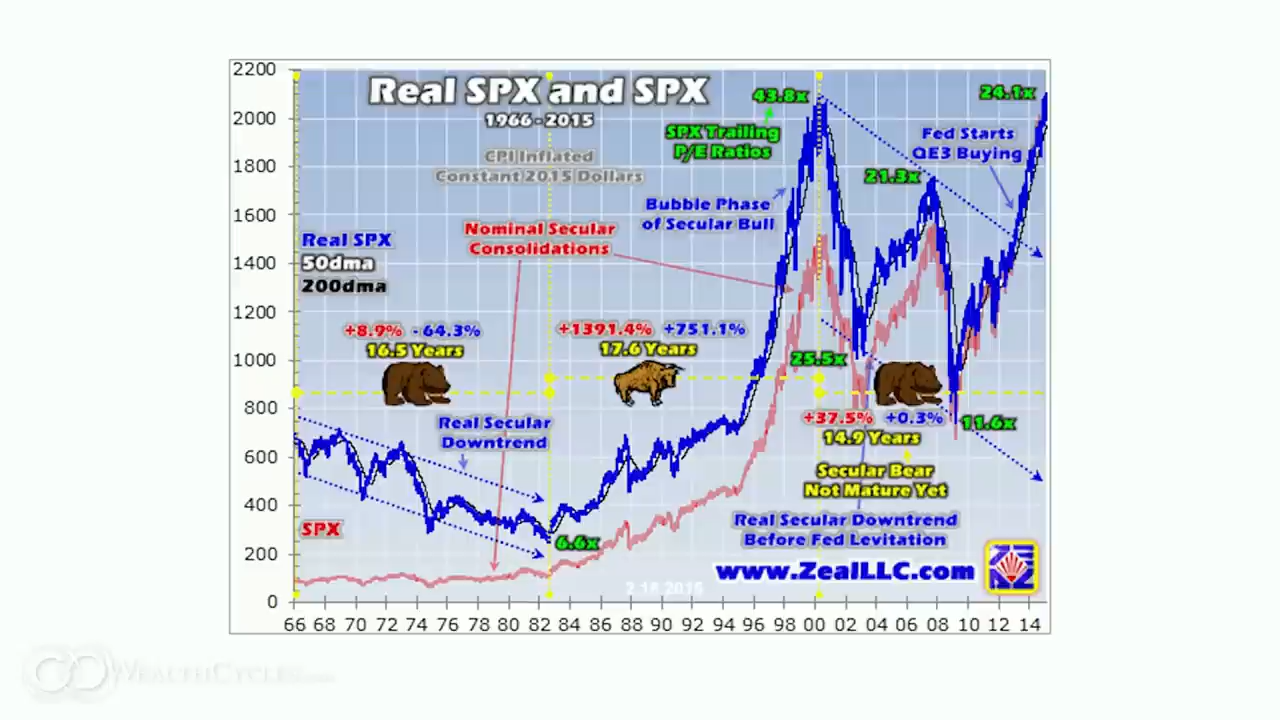 Real SPX and SPX
1966 - 2015
CPI Inflated
Constant 2015 Dollars
2200
2000
1800
1600
1400
1200
1000
800
600
400
200
0
43.8x
SPX Trailing
P/E Ratios
24.1x
Fed Starts
QE3 Buying
21.3x
Bubble Phase
of Secular Bull
Nominal Secular
Consolidations
Real SPX
50dma
200dma
+8.9% -64.3%
16.5 Years
+1391.4% +751.1%
17.6 Years
25.5x
Real Secular
Downtrend
+37.5% +0.3%
14.9 Years
11.6x
Secular Bear
Not Mature Yet
SPX
6.6x
Real Secular Downtrend
Before Fed Levitation
www.ZealLLC.com
66 68 70 72 74 76 78 80 82 84 86 88 90 92 94 96 98 00 02 04 06 08 10 12 14
WEALTHCYCLES